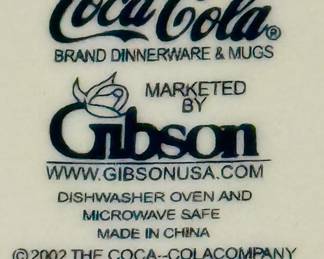 Coca-Cola®
BRAND DINNERWARE & MUGS
MARKETED
BY
Gibson
WWW.GIBSONUSA.COM
DISHWASHER OVEN AND
MICROWAVE SAFE
MADE IN CHINA
©2002 THE COCA--COLACOMPANY